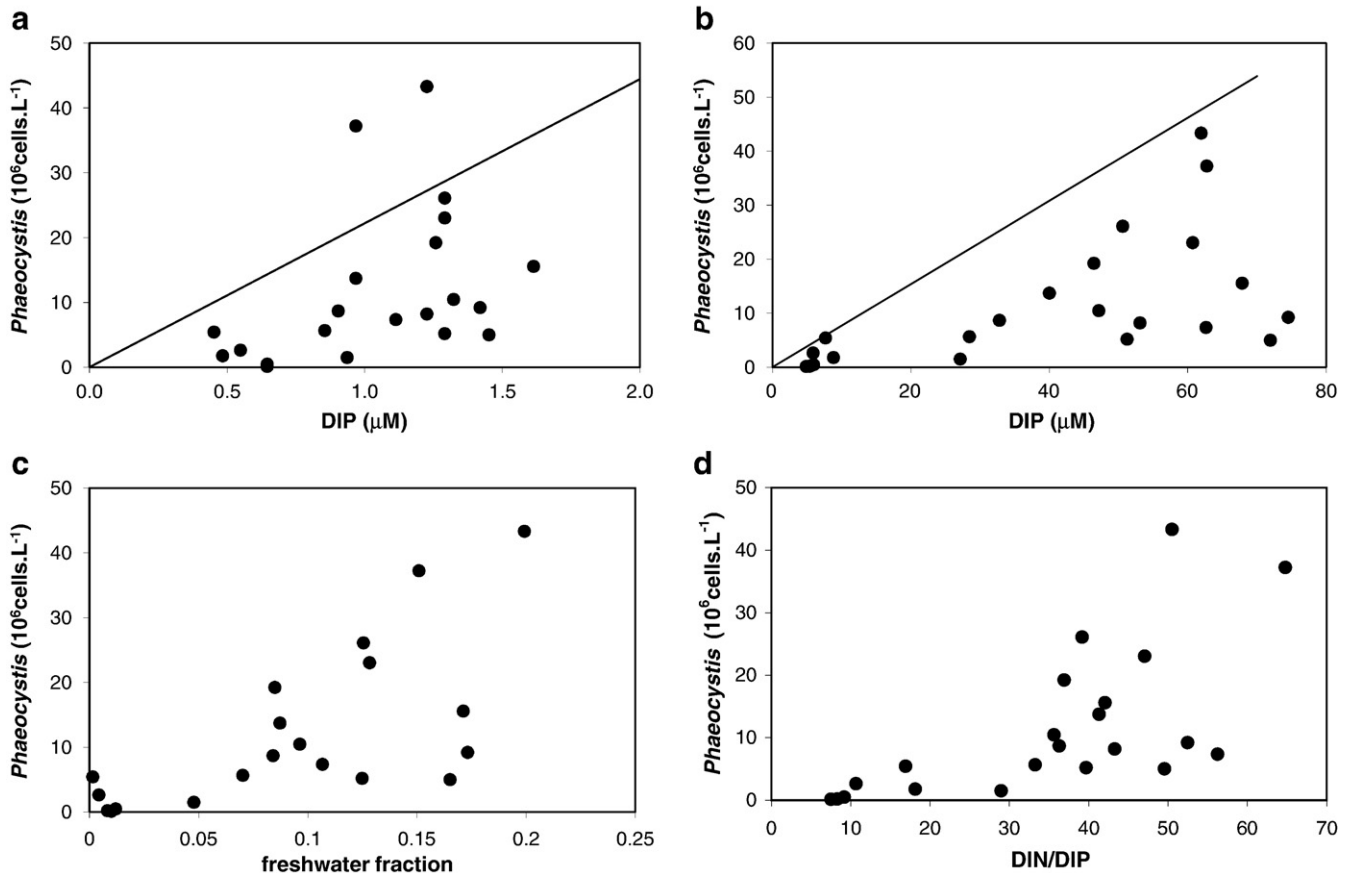 a
50
40
30
20
10
0
Phaeocystis (10⁶cells.L⁻¹)
0.0 0.5 1.0 1.5 2.0
DIP (μM)
b
60
50
40
30
20
10
0
Phaeocystis (10⁶cells.L⁻¹)
0 20 40 60 80
DIP (μM)
c
50
40
30
20
10
0
Phaeocystis (10⁶cells.L⁻¹)
0 0.05 0.1 0.15 0.2 0.25
freshwater fraction
d
50
40
30
20
10
0
Phaeocystis (10⁶cells.L⁻¹)
0 10 20 30 40 50 60 70
DIN/DIP